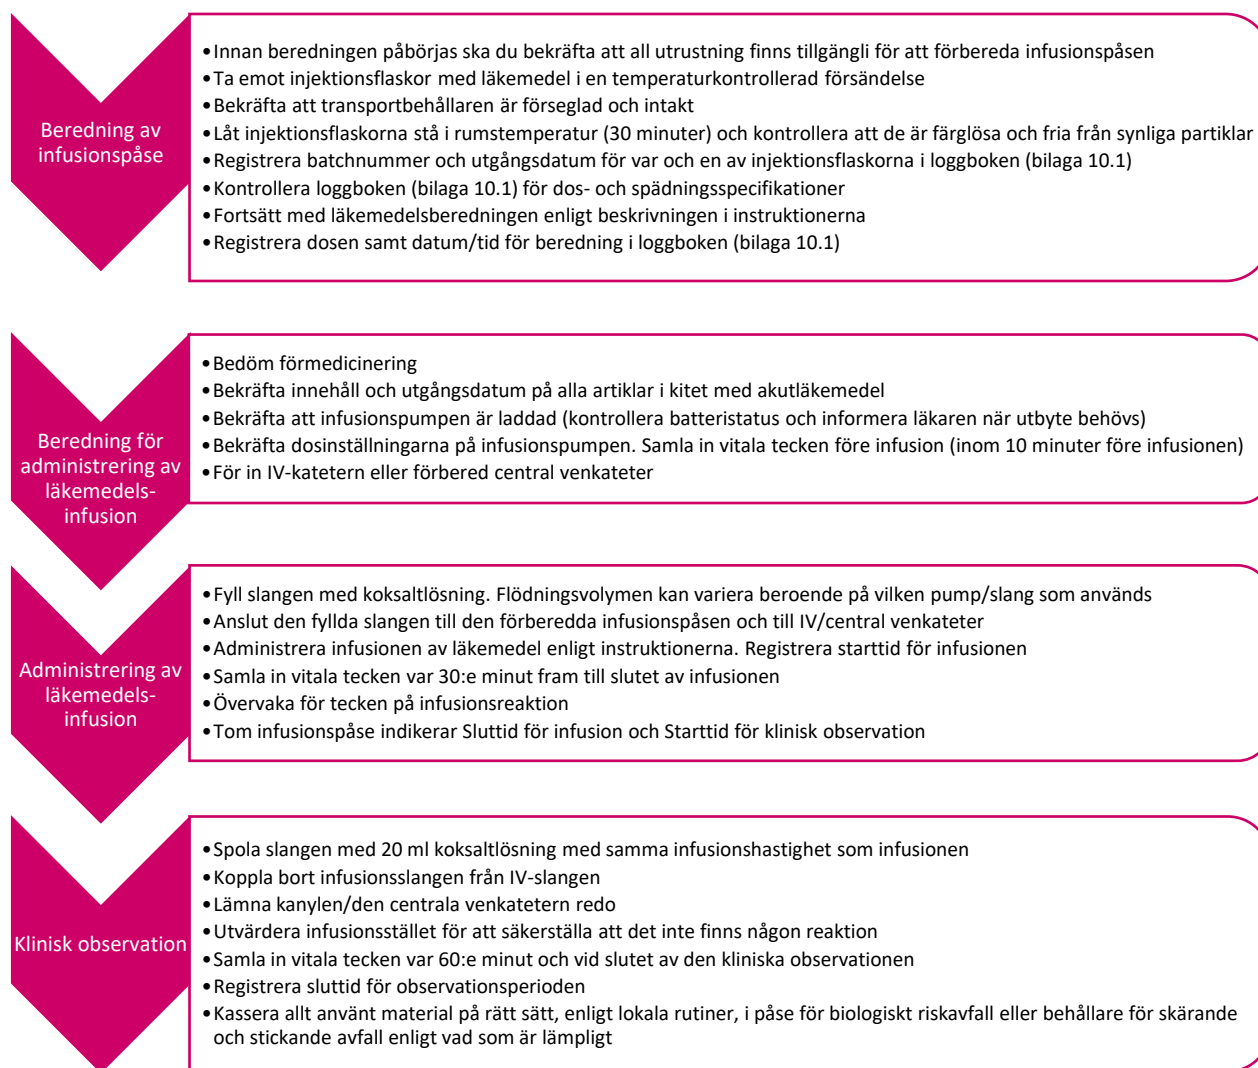 Beredning av
infusionspåse
•Innan beredningen påbörjas ska du bekräfta att all utrustning finns tillgängli för att förbereda infusionspåsen
•Ta emot injektionsflaskor med läkemedel i en temperaturkontrollerad försändelse
•Bekräfta att transportbehållaren är förseglad och intakt
•Låt injektionsflaskorna stå i rumstemperatur (30 minuter) och kontrollera att de är färglösa och fria från synliga partiklar
•Registrera batchnummer och utgångsdatum för var och en av injektionsflaskorna i loggboken (bilaga 10.1)
•Kontrollera loggboken (bilaga 10.1) för dos- och spädningsspecifikationer
•Fortsätt med läkemedelsberedningen enligt beskrivningen i instruktionerna
•Registrera dosen samt datum/tid för beredning i loggboken (bilaga 10.1)
Beredning för
administrering av
läkemedels-
infusion
•Bedöm förmedicinering
•Bekräfta innehåll och utgångsdatum på alla artiklar i kitet med akutläkemedel
•Bekräfta att infusionspumpen är laddad (kontrollera batteristatus och informera läkaren när utbyte behövs)
•Bekräfta dosinställningarna på infusionspumpen. Samla in vitala tecken före infusion (inom 10 minuter före infusionen)
•För in IV-katetern eller förbered central venkateter
Administrering av
läkemedels-
infusion
•Fyll slangen med koksaltlösning. Flödningsvolymen kan variera beroende på vilken pump/slang som används
•Anslut den fyllda slangen till den förberedda infusionspåsen och till IV/central venkateter
•Administrera infusionen av läkemedel enligt instruktionerna. Registrera starttid för infusionen
•Samla in vitala tecken var 30:e minut fram till slutet av infusionen
•Övervaka för tecken på infusionsreaktion
•Tom infusionspåse indikerar Sluttid för infusion och Starttid för klinisk observation
Klinisk observation
•Spola slangen med 20 ml koksaltlösning med samma infusionshastighet som infusionen
•Koppla bort infusionsslangen från IV-slangen
•Lämna kanylen/den centrala venkatetern redo
•Utvärdera infusionsstället för att säkerställa att det inte finns någon reaktion
•Samla in vitala tecken var 60:e minut och vid slutet av den kliniska observationen
•Registrera sluttid för observationsperioden
•Kassera allt använt material på rätt sätt, enligt lokala rutiner, i påse för biologiskt riskavfall eller behållare för skärande
och stickande avfall enligt vad som är lämpligt